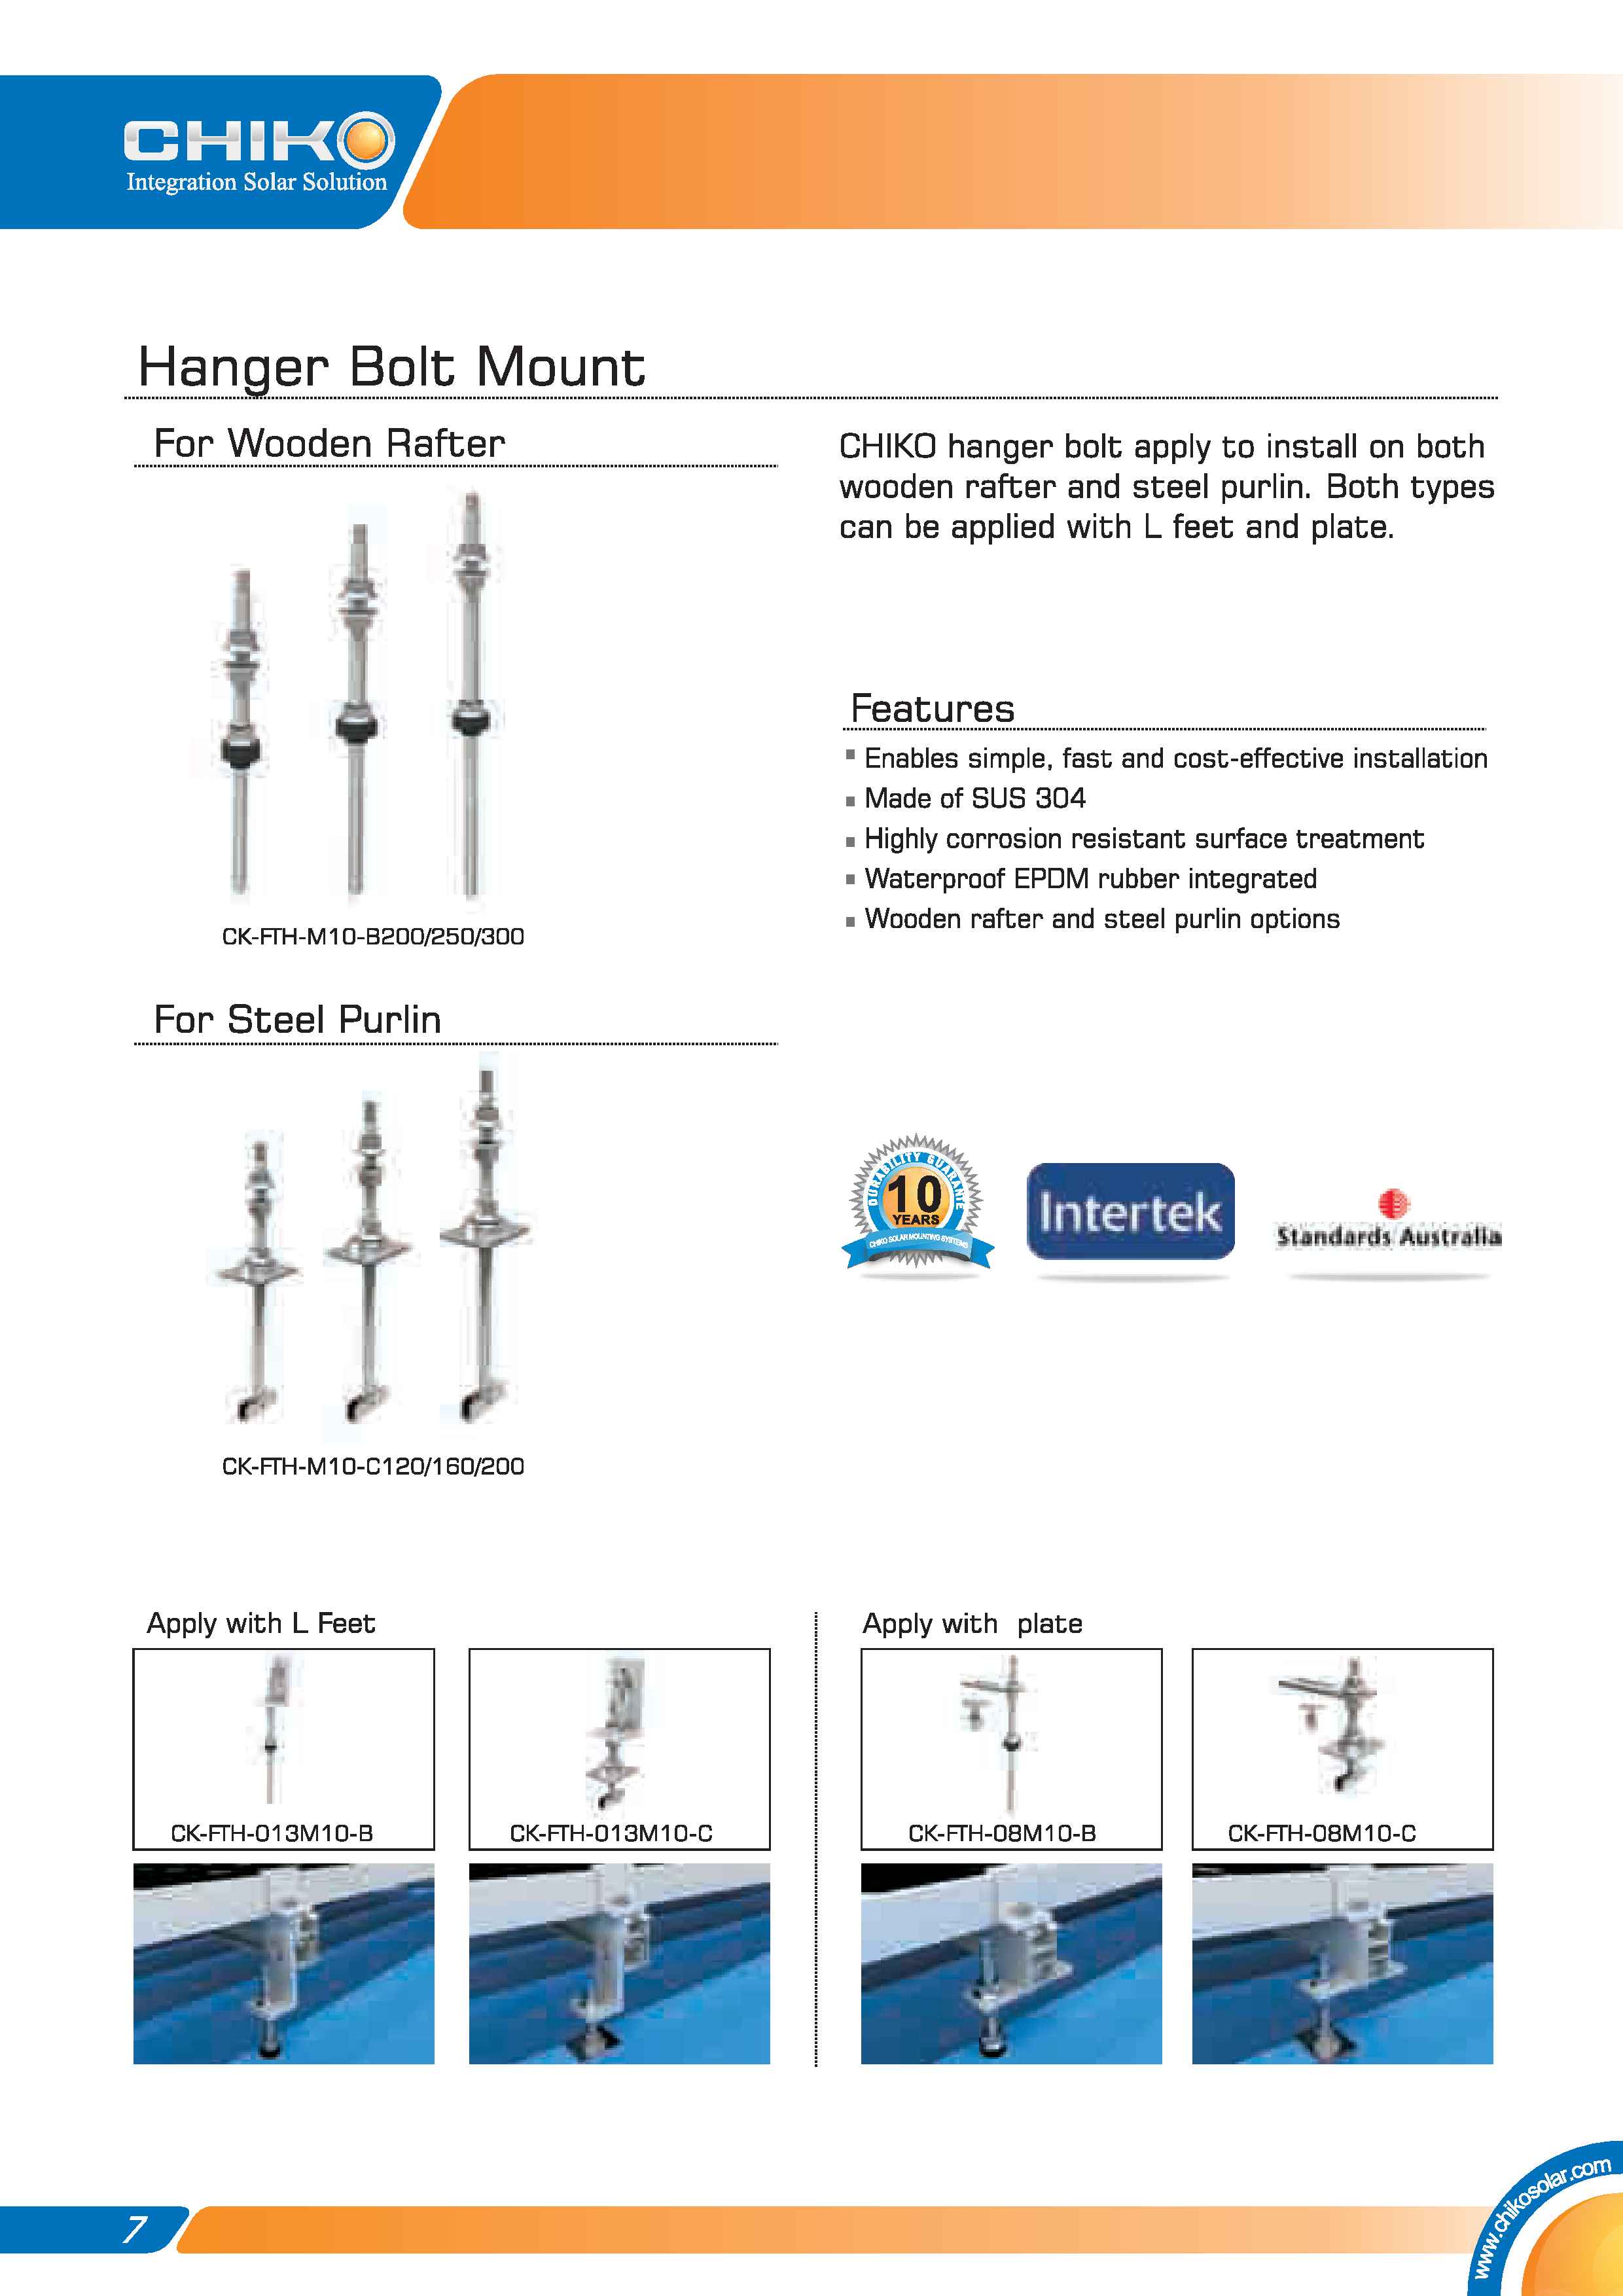 CHIKO
Integration Solar Solution
Hanger Bolt Mount
For Wooden Rafter
CK-FTH-M10-B200/250/300
For Steel Purlin
CK-FTH-M10-C120/160/200
CHIKO hanger bolt apply to install on both
wooden rafter and steel purlin. Both types
can be applied with L feet and plate.
Features
Enables simple, fast and cost-effective installation
Made of SUS 304
Highly corrosion resistant surface treatment
Waterproof EPDM rubber integrated
Wooden rafter and steel purlin options
DURABILITY GUARANTE
10
YEARS
CHIKO SOLAR MOUNTING SYSTEMS
Intertek
Standards Australia
Apply with L Feet
CK-FTH-013M10-B
CK-FTH-013M10-C
Apply with plate
CK-FTH-08M10-B
CK-FTH-08M10-C
7
www.chikosolar.com